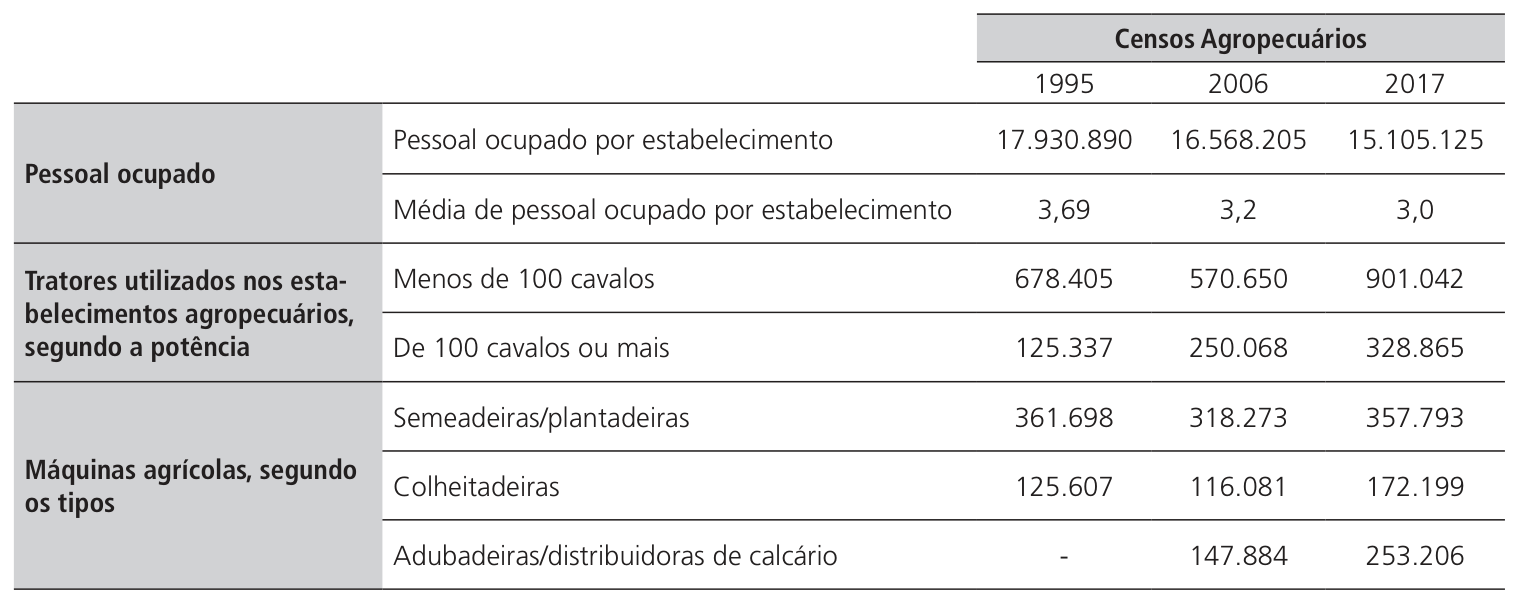 Censos Agropecuários
1995 2006 2017
Pessoal ocupado
Pessoal ocupado por estabelecimento 17.930.890 16.568.205 15.105.125
Média de pessoal ocupado por estabelecimento 3,69 3,2 3,0
Tratores utilizados nos esta-
belecimentos agropecuários,
segundo a potência
Menos de 100 cavalos 678.405 570.650 901.042
De 100 cavalos ou mais 125.337 250.068 328.865
Máquinas agrícolas, segundo
os tipos
Semeadeiras/plantadeiras 361.698 318.273 357.793
Colheitadeiras 125.607 116.081 172.199
Adubadeiras/distribuidoras de calcário - 147.884 253.206